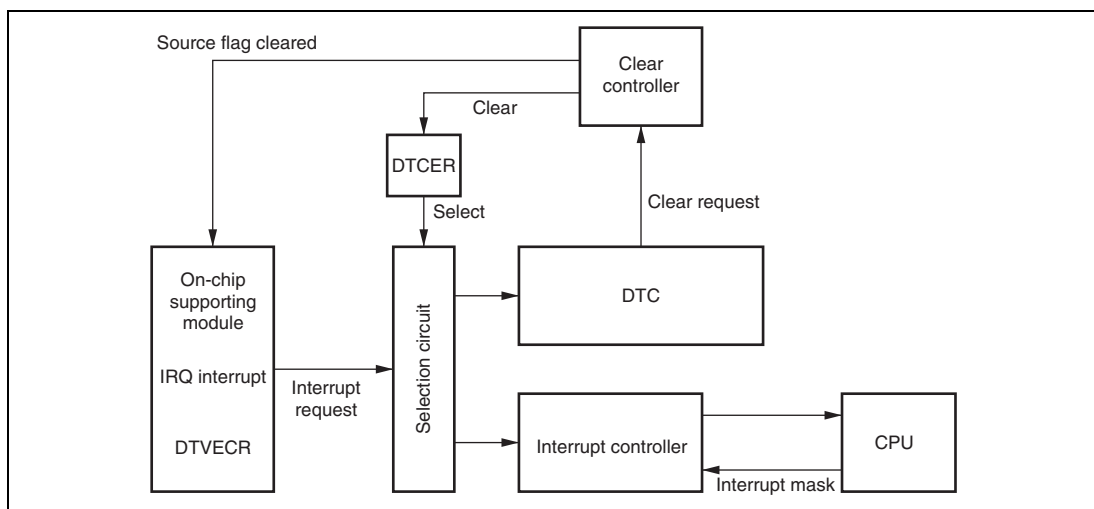 Source flag cleared
Clear
controller
Clear
DTCER
Clear request
Select
On-chip
supporting
module
IRQ interrupt
DTVECR
Interrupt
request
Selection circuit
DTC
Interrupt controller
CPU
Interrupt mask